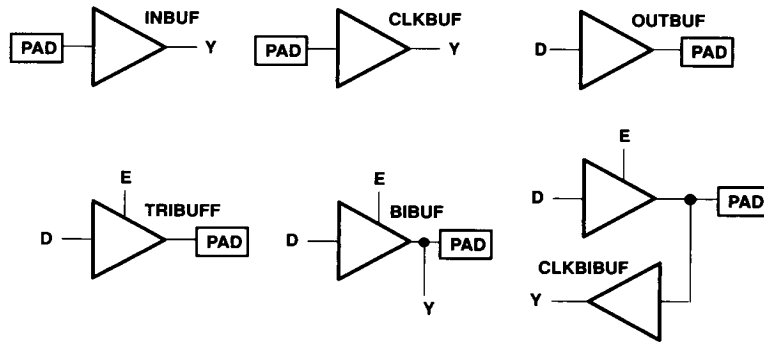 INBUF
PAD
Y
CLKBUF
PAD
Y
OUTBUF
D
PAD
E
TRIBUFF
D
PAD
E
BIBUF
D
PAD
Y
E
D
PAD
CLKBIBUF
Y